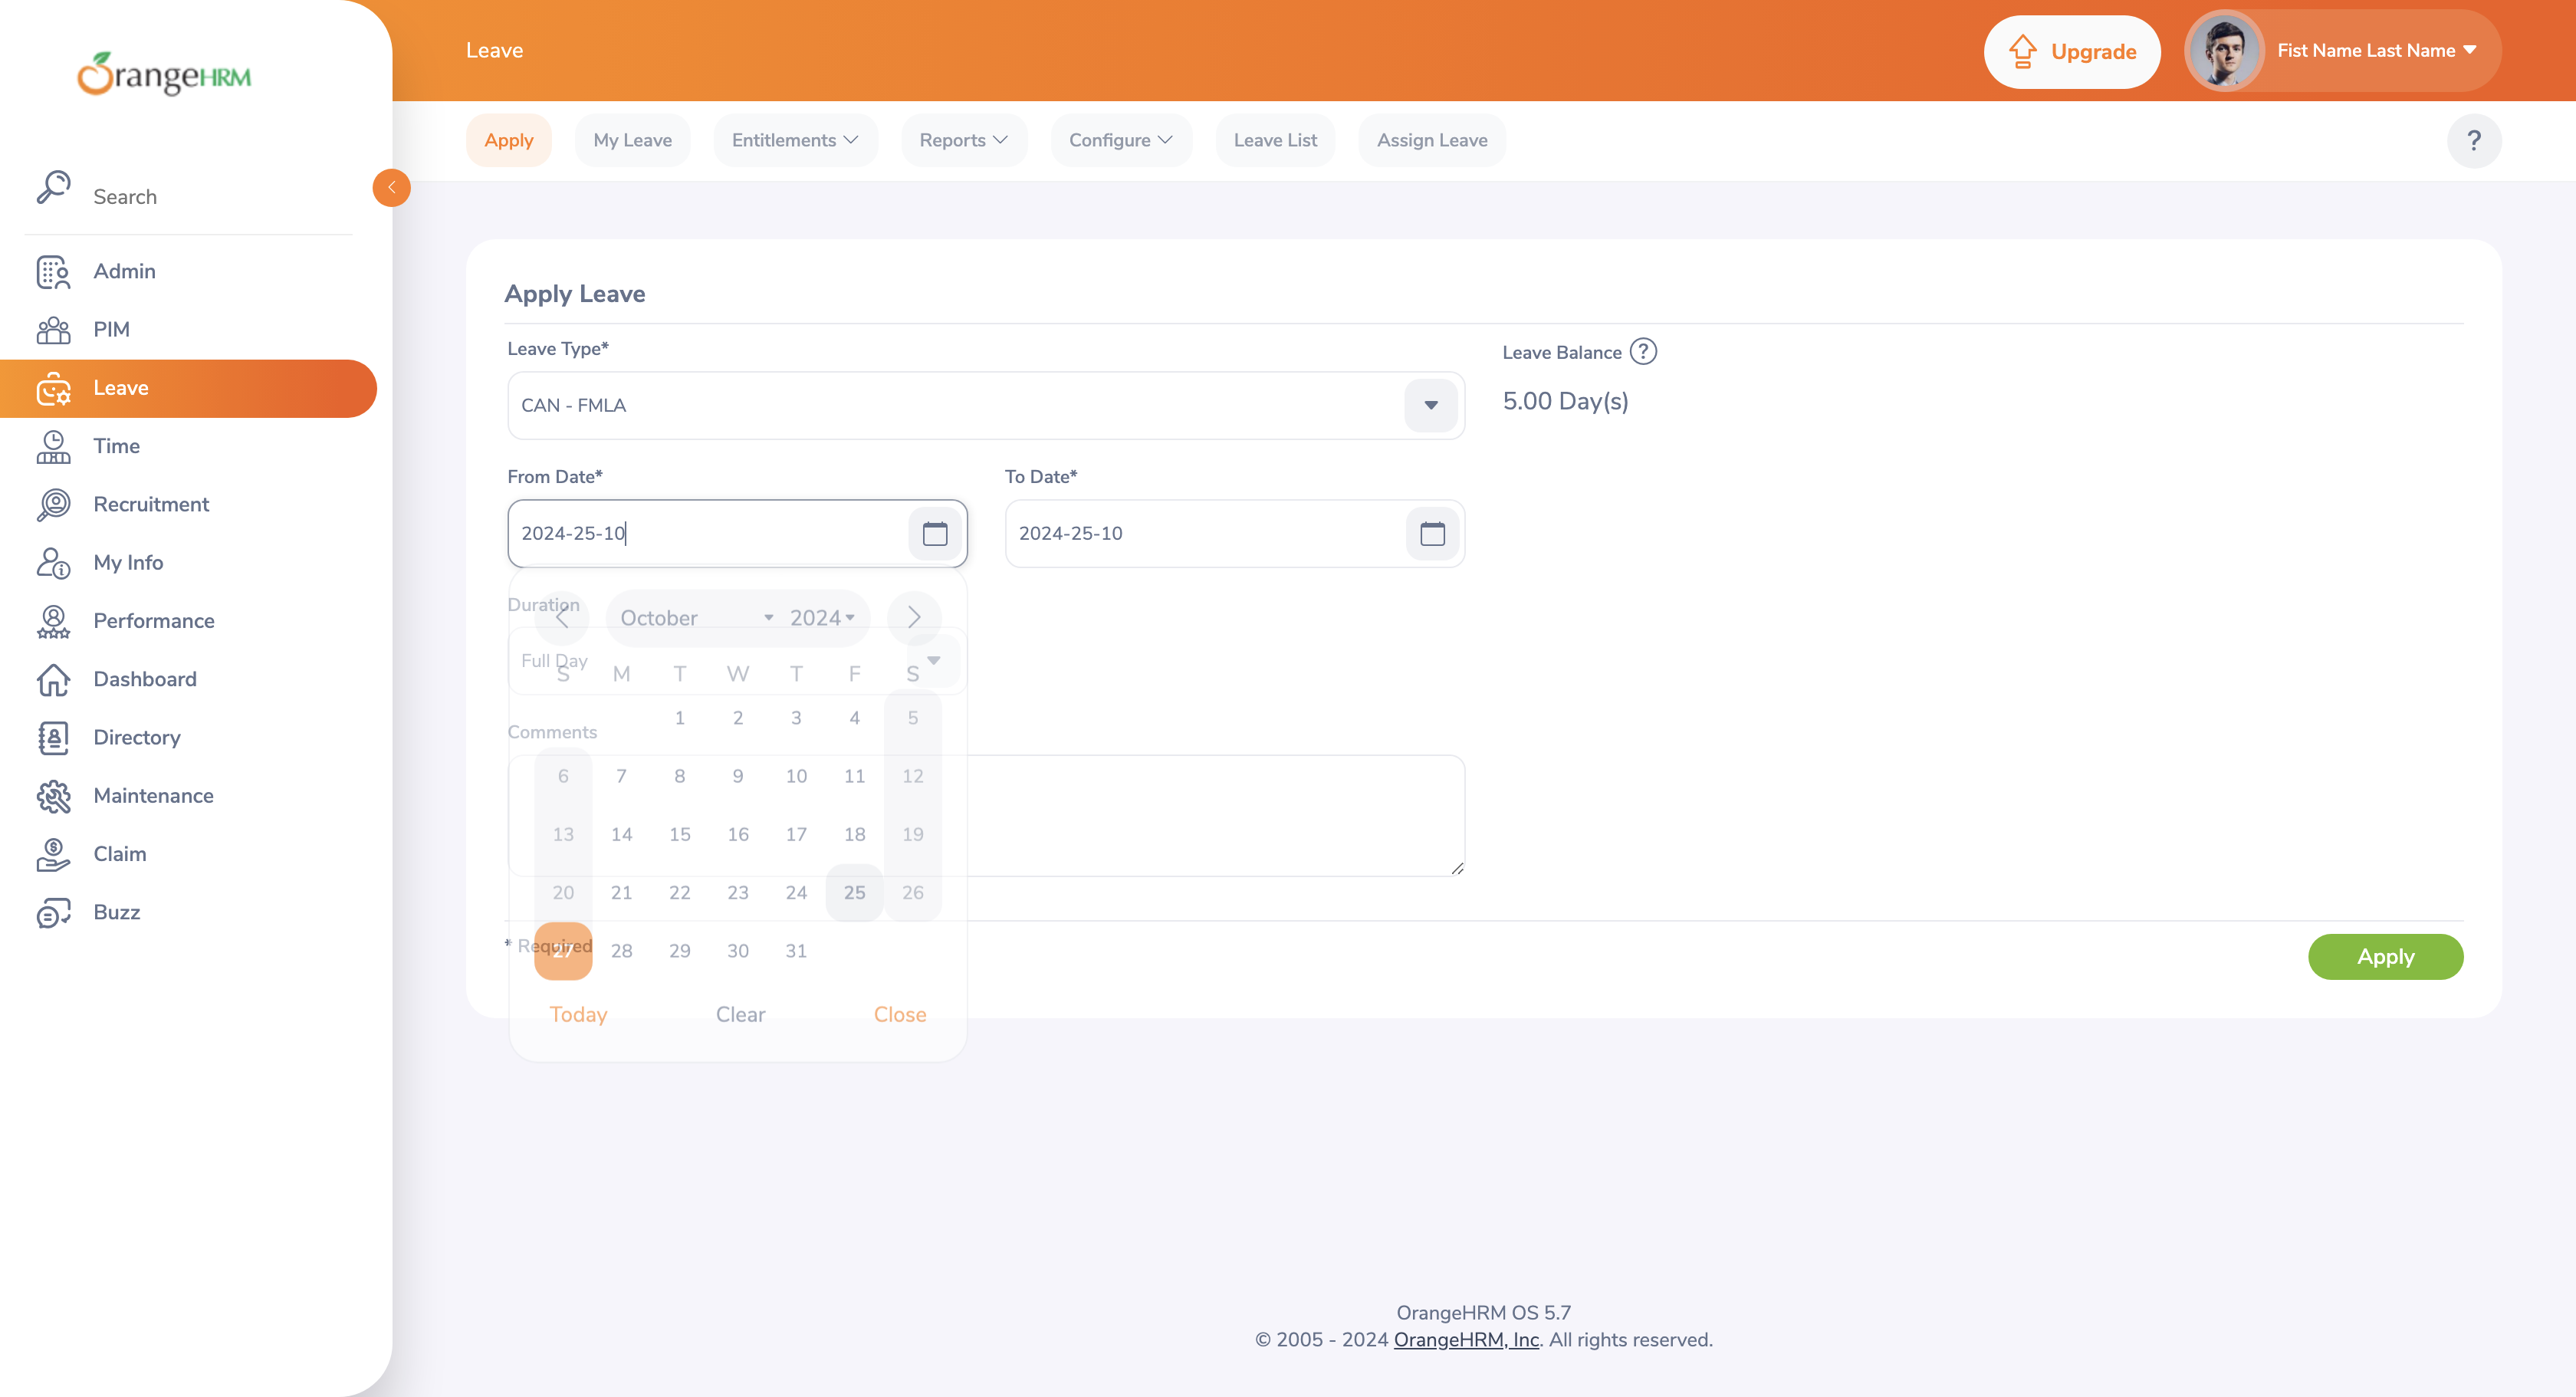 OrangeHRM
Leave
Upgrade
Fist Name Last Name
Apply
My Leave
Entitlements
Reports
Configure
Leave List
Assign Leave
?
Search
Admin
PIM
Leave
Time
Recruitment
My Info
Performance
Dashboard
Directory
Maintenance
Claim
Buzz
Apply Leave
Leave Type*
CAN - FMLA
Leave Balance ?
5.00 Day(s)
From Date*
2024-25-10
To Date*
2024-25-10
Duration
Full Day
October 2024
S M T W T F S
1 2 3 4 5
6 7 8 9 10 11 12
13 14 15 16 17 18 19
20 21 22 23 24 25 26
27 28 29 30 31
Today Clear Close
Comments
* Required
Apply
OrangeHRM OS 5.7
© 2005 - 2024 OrangeHRM, Inc. All rights reserved.